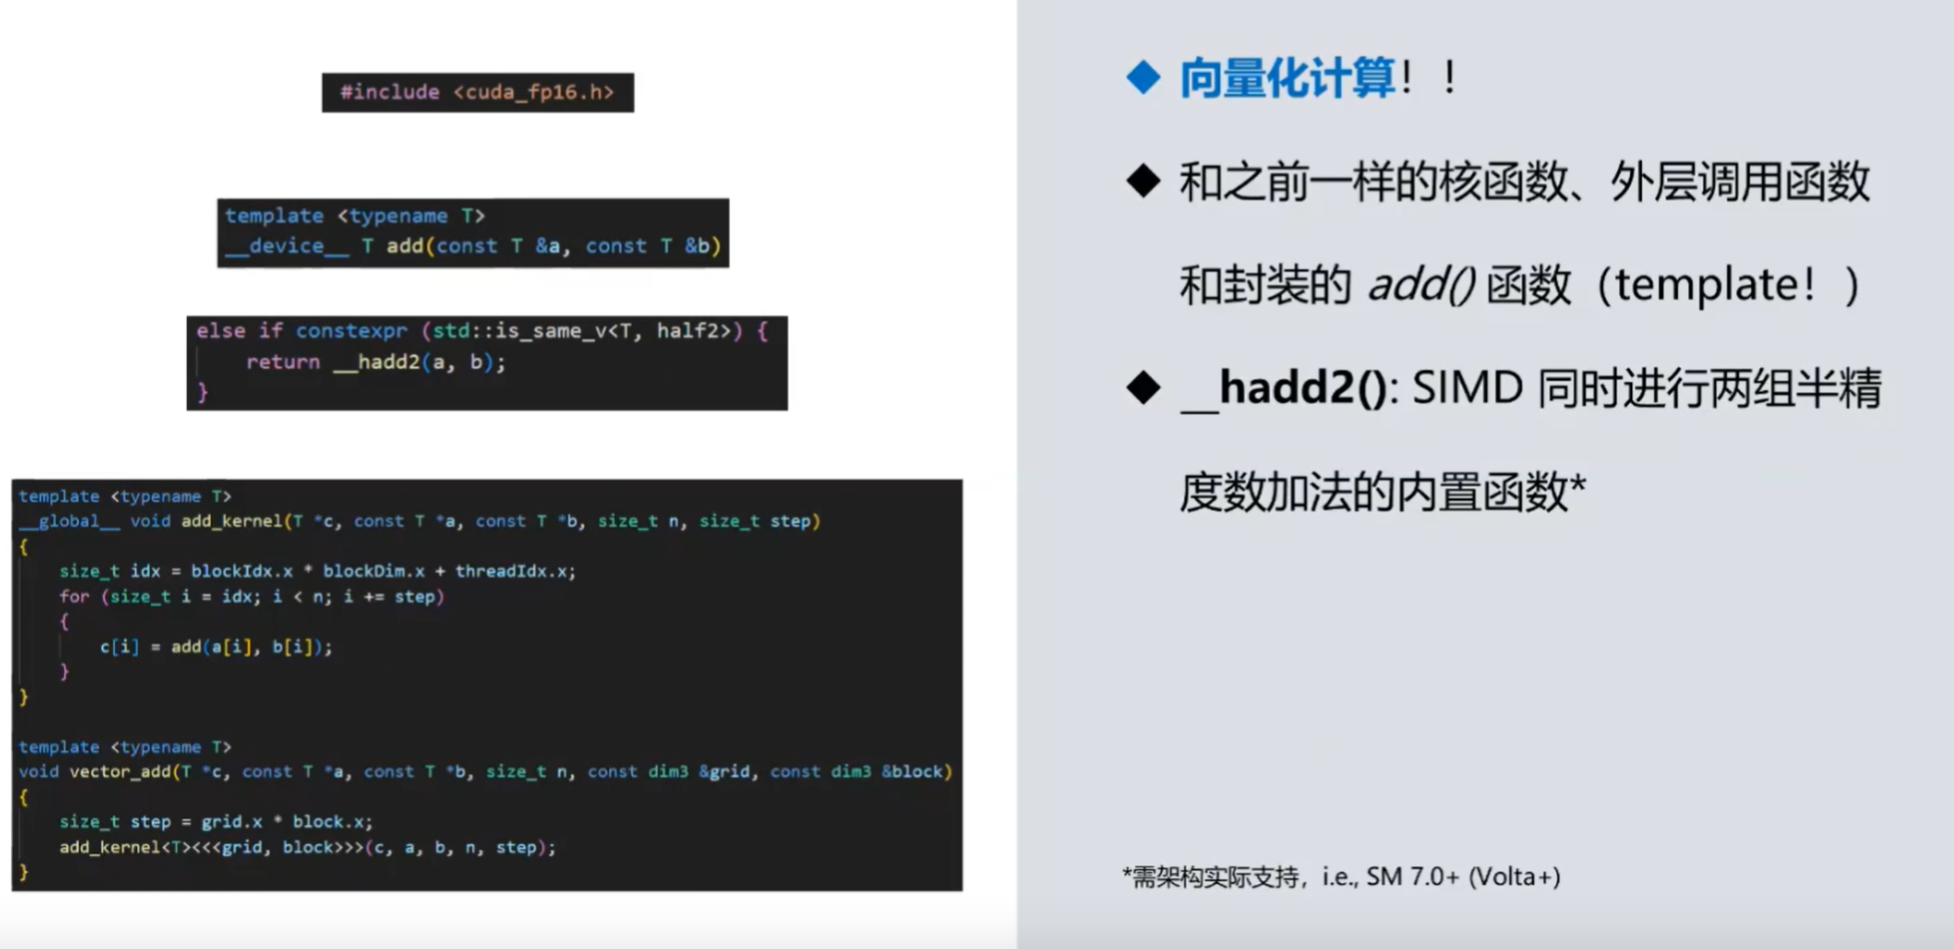 #include <cuda_fp16.h>
template <typename T>
__device__ T add(const T &a, const T &b)
else if constexpr (std::is_same_v<T, half2>) {
return __hadd2(a, b);
}
template <typename T>
__global__ void add_kernel(T *c, const T *a, const T *b, size_t n, size_t step)
{
size_t idx = blockIdx.x * blockDim.x + threadIdx.x;
for (size_t i = idx; i < n; i += step)
{
c[i] = add(a[i], b[i]);
}
}
template <typename T>
void vector_add(T *c, const T *a, const T *b, size_t n, const dim3 &grid, const dim3 &block)
{
size_t step = grid.x * block.x;
add_kernel<T><<<grid, block>>>(c, a, b, n, step);
}
◆ 向量化计算！！
◆ 和之前一样的核函数、外层调用函数
和封装的 add() 函数（template！）
◆ __hadd2(): SIMD 同时进行两组半精
度数加法的内置函数*
*需架构实际支持，i.e., SM 7.0+ (Volta+)